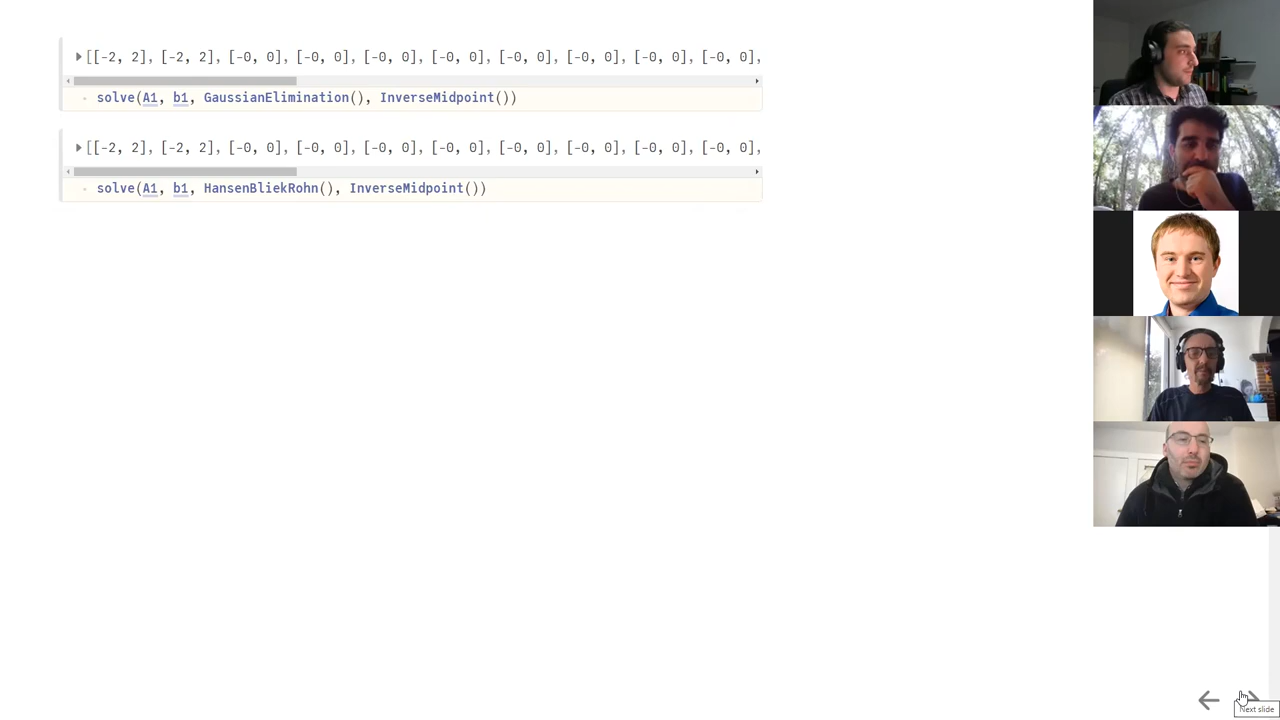 [[-2, 2], [-2, 2], [-0, 0], [-0, 0], [-0, 0], [-0, 0], [-0, 0], [-0, 0], [-0, 0], [-0, 0],
solve(A1, b1, GaussianElimination(), InverseMidpoint())
[[-2, 2], [-2, 2], [-0, 0], [-0, 0], [-0, 0], [-0, 0], [-0, 0], [-0, 0], [-0, 0], [-0, 0],
solve(A1, b1, HansenBliekRohn(), InverseMidpoint())
Next slide